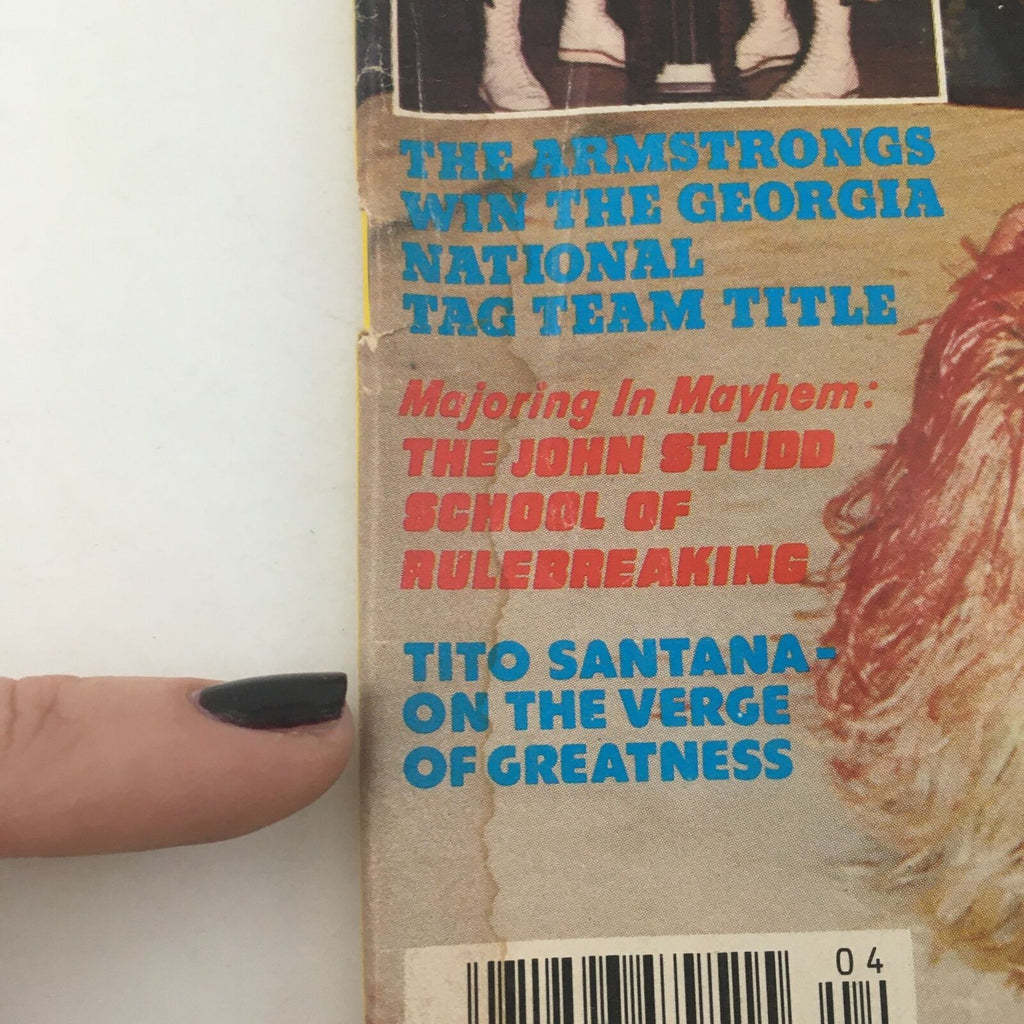 THE ARMSTRONGS
WIN THE GEORGIA
NATIONAL
TAG TEAM TITLE
Majoring In Mayhem:
THE JOHN STUDD
SCHOOL OF
RULEBREAKING
TITO SANTANA-
ON THE VERGE
OF GREATNESS
04